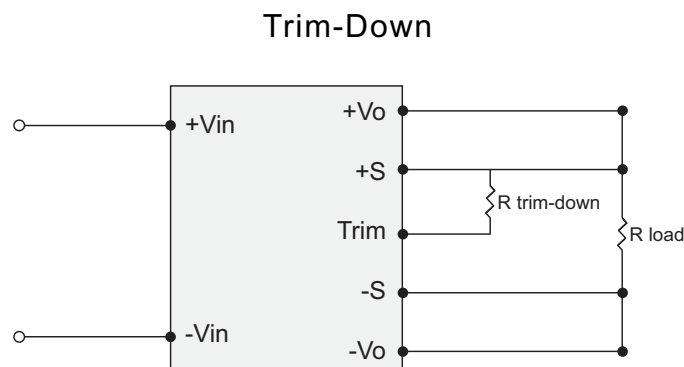 Trim-Down
+Vo
+Vin
+S
R trim-down
Trim
R load
-S
-Vin
-Vo